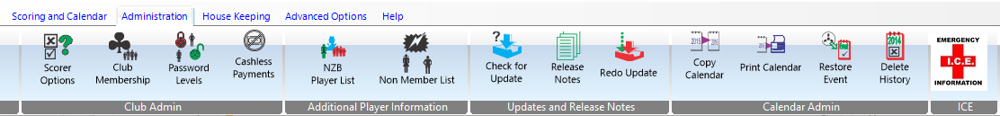 Scoring and Calendar Administration House Keeping Advanced Options Help
Scorer Options
Club Membership
Password Levels
Cashless Payments
Club Admin
NZB Player List
Non Member List
Additional Player Information
?
Check for Update
Release Notes
Redo Update
Updates and Release Notes
2015 2016
Copy Calendar
Print Calendar
Restore Event
2014
Delete History
Calendar Admin
EMERGENCY
I.C.E.
INFORMATION
ICE